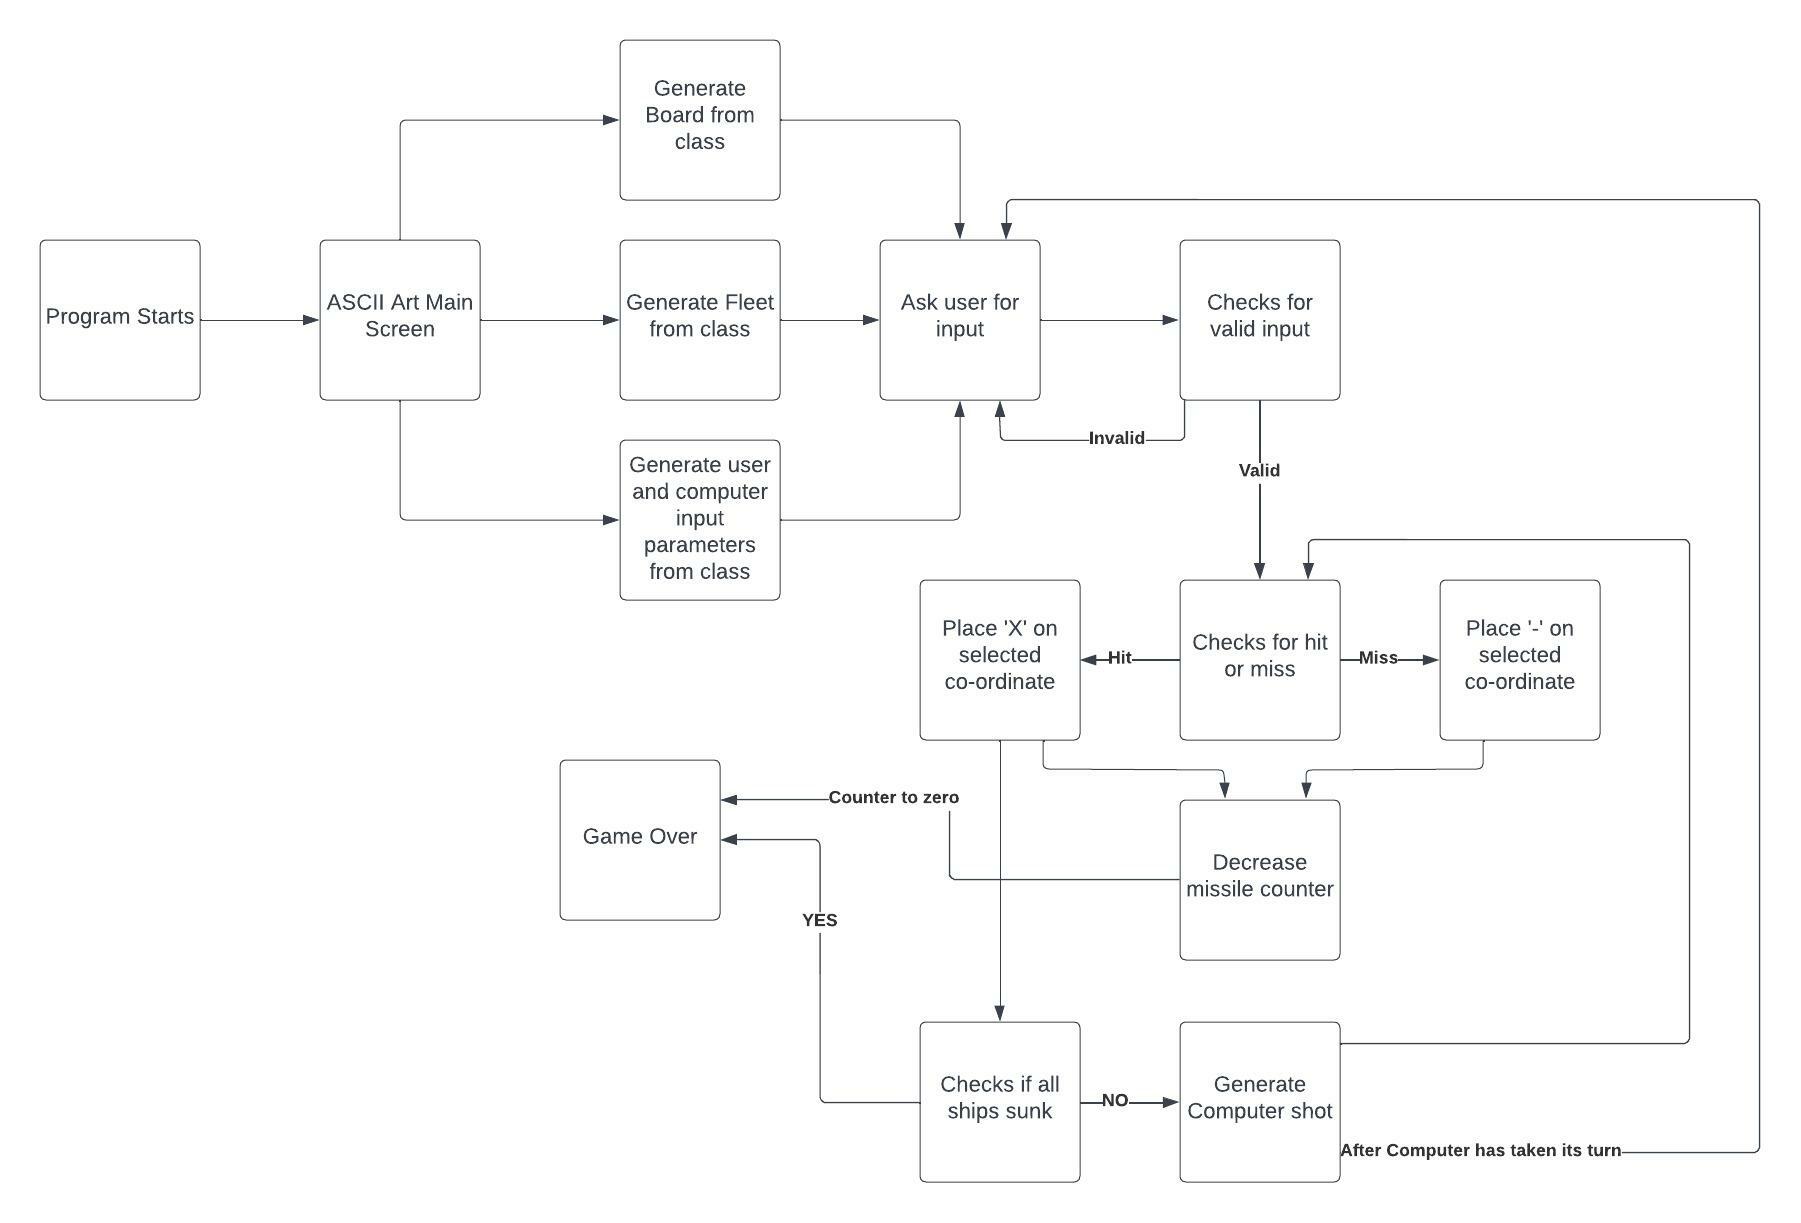 Generate
Board from
class
Program Starts
ASCII Art Main
Screen
Generate Fleet
from class
Ask user for
input
Checks for
valid input
Invalid
Valid
Generate user
and computer
input
parameters
from class
Place 'X' on
selected
co-ordinate
Hit
Checks for hit
or miss
Miss
Place '-' on
selected
co-ordinate
Game Over
Counter to zero
Decrease
missile counter
YES
Checks if all
ships sunk
NO
Generate
Computer shot
After Computer has taken its turn